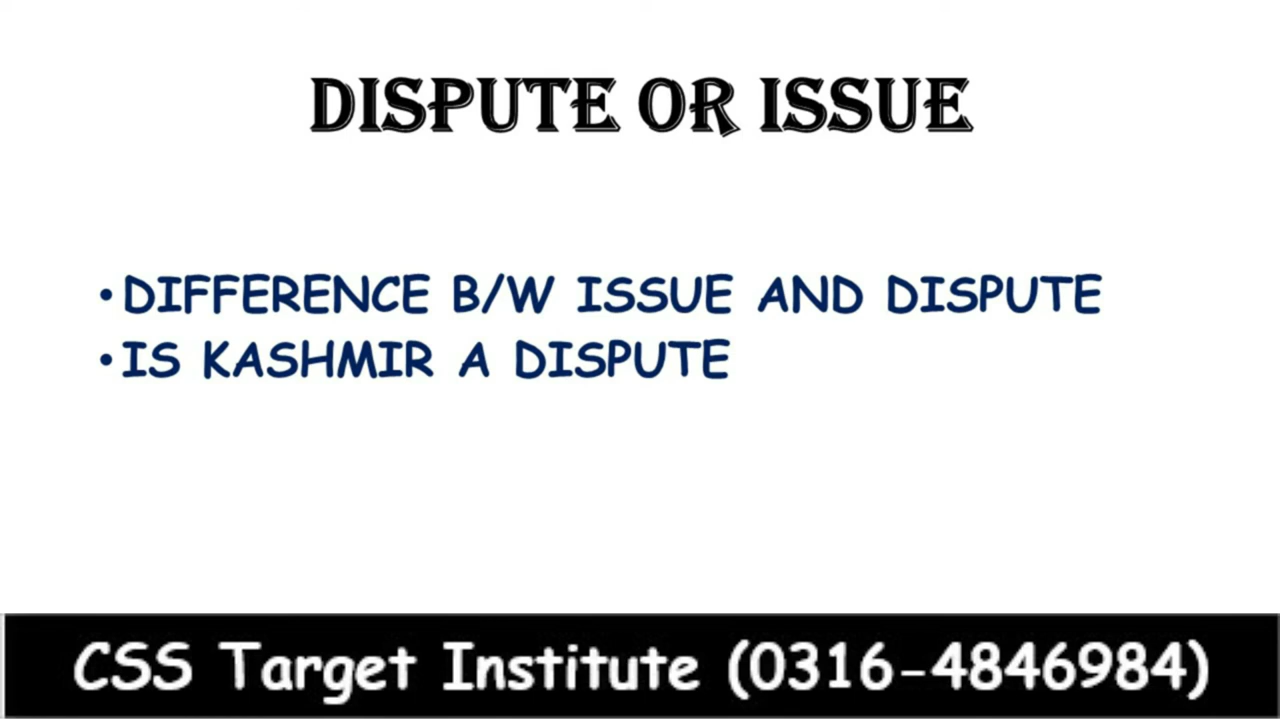 DISPUTE OR ISSUE
•DIFFERENCE B/W ISSUE AND DISPUTE
•IS KASHMIR A DISPUTE
CSS Target Institute (0316-4846984)